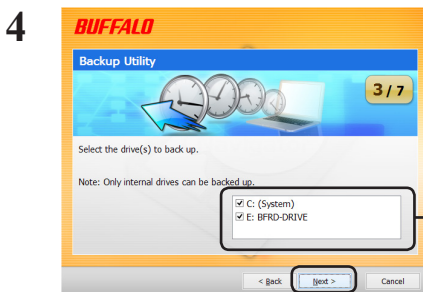 4
BUFFALO
Backup Utility
3 / 7
Select the drive(s) to back up.
Note: Only internal drives can be backed up.
C: (System)
E: BFRD-DRIVE
< Back
Next >
Cancel